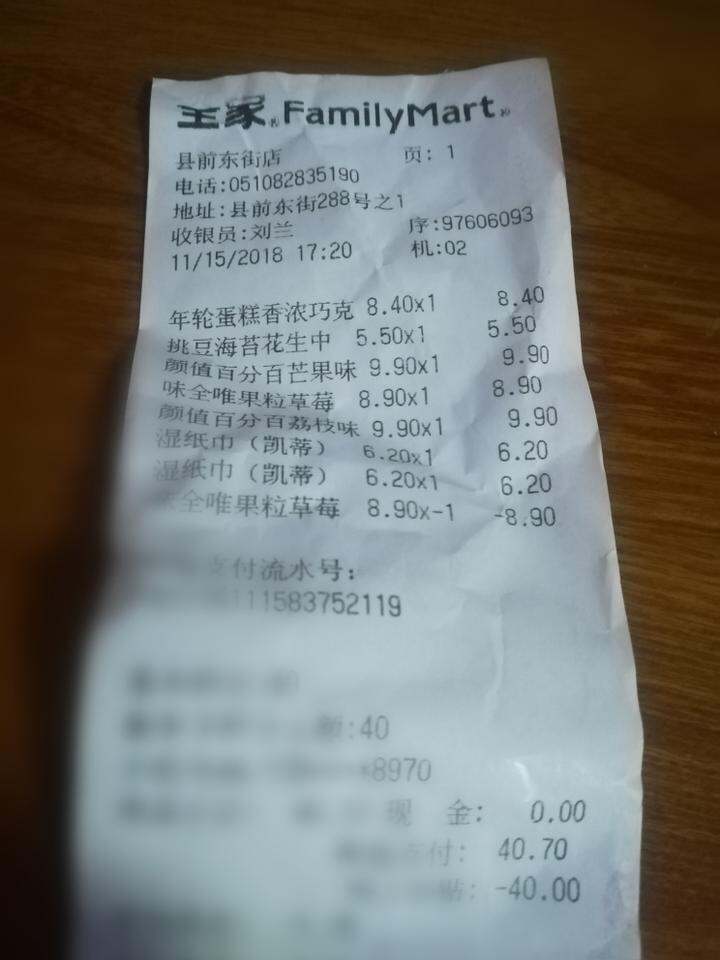 全家 FamilyMart
县前东街店 页: 1
电话:051082835190
地址:县前东街288号之1
收银员:刘兰 序:97606093
11/15/2018 17:20 机:02
年轮蛋糕香浓巧克 8.40x1 8.40
挑豆海苔花生中 5.50x1 5.50
颜值百分百芒果味 9.90x1 9.90
味全唯果粒草莓 8.90x1 8.90
颜值百分百荔枝味 9.90x1 9.90
湿纸巾（凯蒂） 6.20x1 6.20
湿纸巾（凯蒂） 6.20x1 6.20
全唯果粒草莓 8.90x-1 -8.90
支付流水号:
111583752119
:40
8970
现 金: 0.00
付: 40.70
-40.00